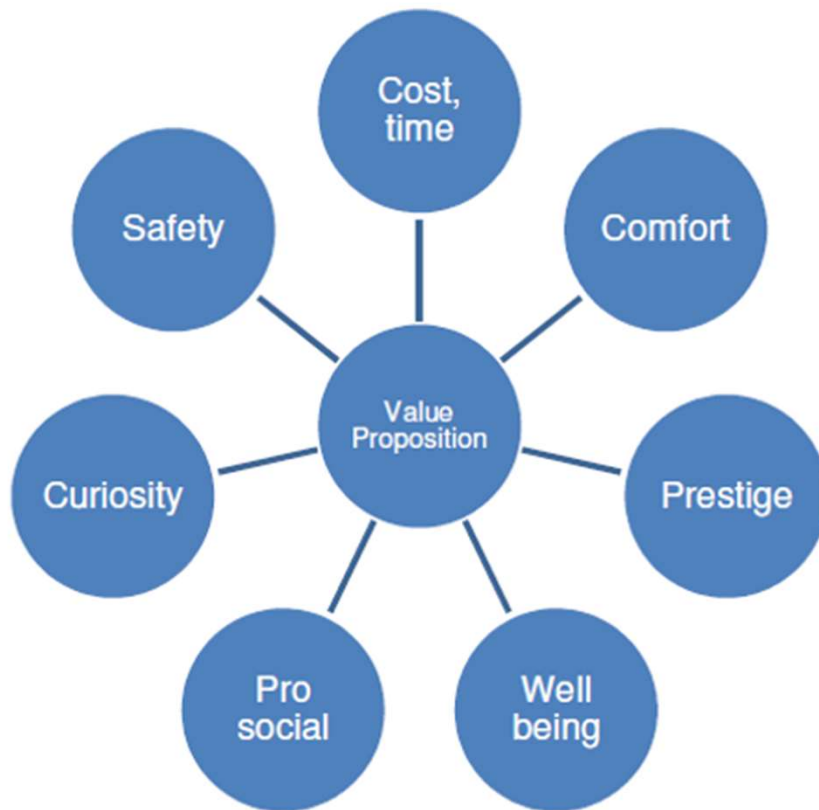 Cost,
time
Safety
Comfort
Value
Proposition
Curiosity
Prestige
Pro
social
Well
being